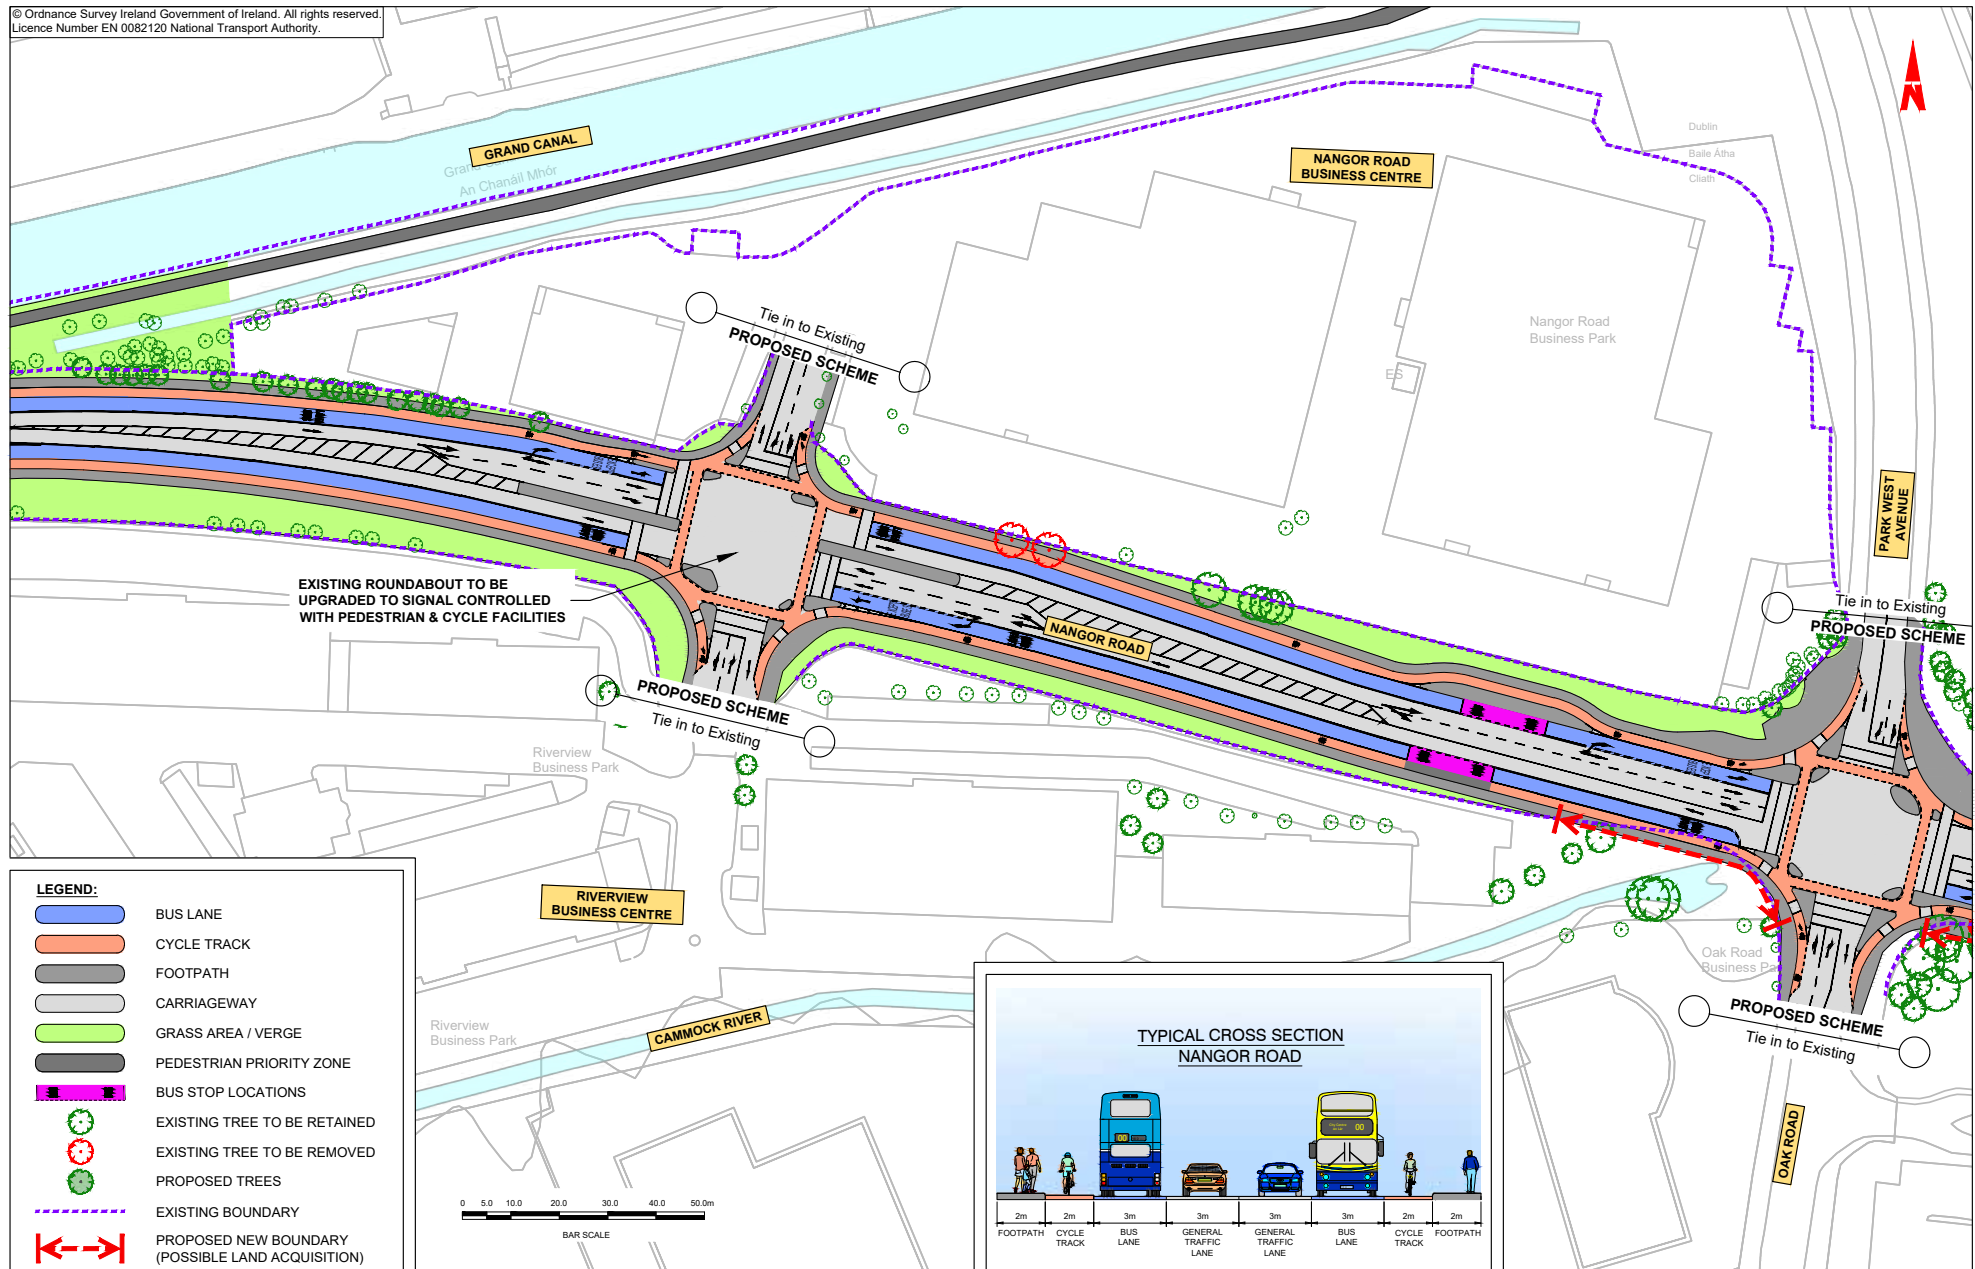 © Ordnance Survey Ireland Government of Ireland. All rights reserved.
Licence Number EN 0082120 National Transport Authority.
GRAND CANAL
An Chanáil Mhór
NANGOR ROAD
BUSINESS CENTRE
Dublin
Baile Átha
Cliath
N
Tie in to Existing
PROPOSED SCHEME
Nangor Road
Business Park
ES
PARK WEST
AVENUE
EXISTING ROUNDABOUT TO BE
UPGRADED TO SIGNAL CONTROLLED
WITH PEDESTRIAN & CYCLE FACILITIES
NANGOR ROAD
Tie in to Existing
PROPOSED SCHEME
PROPOSED SCHEME
Tie in to Existing
Riverview
Business Park
RIVERVIEW
BUSINESS CENTRE
Oak Road
Business Pa
PROPOSED SCHEME
Tie in to Existing
Riverview
Business Park
CAMMOCK RIVER
OAK ROAD
LEGEND:
BUS LANE
CYCLE TRACK
FOOTPATH
CARRIAGEWAY
GRASS AREA / VERGE
PEDESTRIAN PRIORITY ZONE
BUS STOP LOCATIONS
EXISTING TREE TO BE RETAINED
EXISTING TREE TO BE REMOVED
PROPOSED TREES
EXISTING BOUNDARY
PROPOSED NEW BOUNDARY
(POSSIBLE LAND ACQUISITION)
0 5.0 10.0 20.0 30.0 40.0 50.0m
BAR SCALE
TYPICAL CROSS SECTION
NANGOR ROAD
00
00
2m 2m 3m 3m 3m 3m 2m 2m
FOOTPATH CYCLE TRACK BUS LANE GENERAL TRAFFIC LANE GENERAL TRAFFIC LANE BUS LANE CYCLE TRACK FOOTPATH